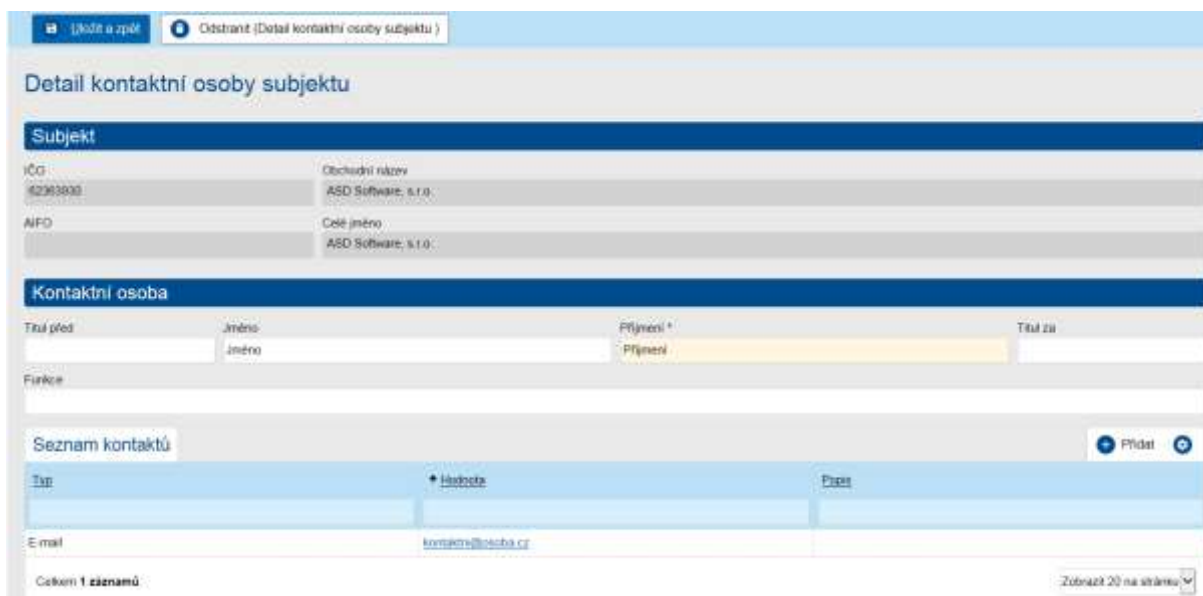 Uložit a zpět Odstranit (Detail kontaktní osoby subjektu )
Detail kontaktní osoby subjektu
Subjekt
IČO Obchodní název
62363930 ASD Software, s.r.o.
AIFO Celé jméno
ASD Software, s.r.o.
Kontaktní osoba
Titul před Jméno Příjmení * Titul za
Jméno Příjmení
Funkce
Seznam kontaktů Přidat
Typ Hodnota Popis
E-mail kontaktni@osoba.cz
Celkem 1 záznamů Zobrazit 20 na stránku